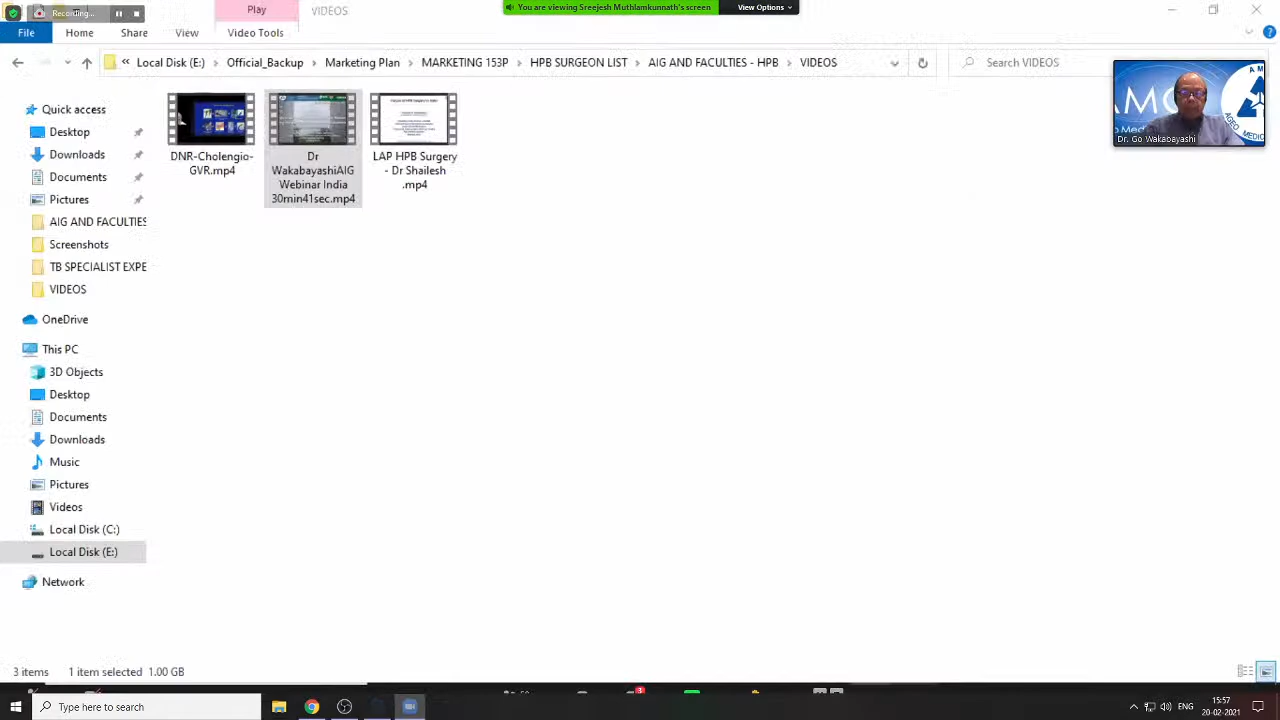 Recording...
Play
VIDEOS
You are viewing Sreejesh Muthlamkunnath's screen
View Options
File
Home
Share
View
Video Tools
« Local Disk (E:) > Official_Backup > Marketing Plan > MARKETING 153P > HPB SURGEON LIST > AIG AND FACULTIES - HPB > VIDEOS
Search VIDEOS
Dr. Go Wakabayashi
Quick access
Desktop
Downloads
Documents
Pictures
AIG AND FACULTIES
Screenshots
TB SPECIALIST EXPE
VIDEOS
OneDrive
This PC
3D Objects
Desktop
Documents
Downloads
Music
Pictures
Videos
Local Disk (C:)
Local Disk (E:)
Network
DNR-Cholengio-
GVR.mp4
Dr
WakabayashiAIG
Webinar India
30min41sec.mp4
LAP HPB Surgery
- Dr Shailesh
.mp4
3 items
1 item selected 1.00 GB
Type here to search
ENG
15:57
20-02-2021